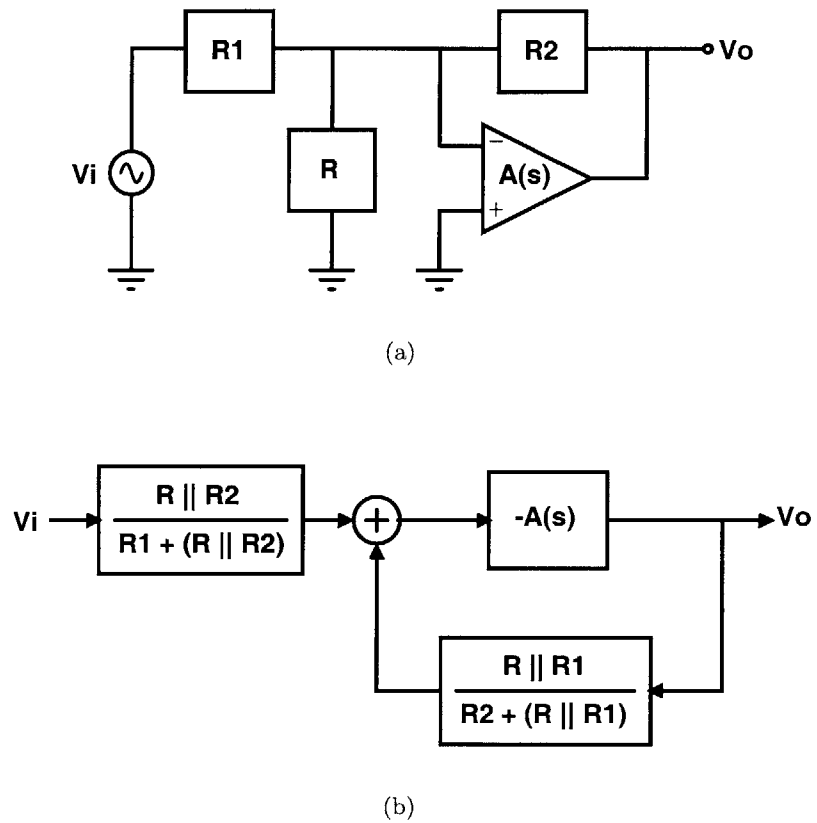 R1
R2
Vo
Vi
R
A(s)
−
+
(a)
R || R2
R1 + (R || R2)
Vi
+
-A(s)
Vo
R || R1
R2 + (R || R1)
(b)